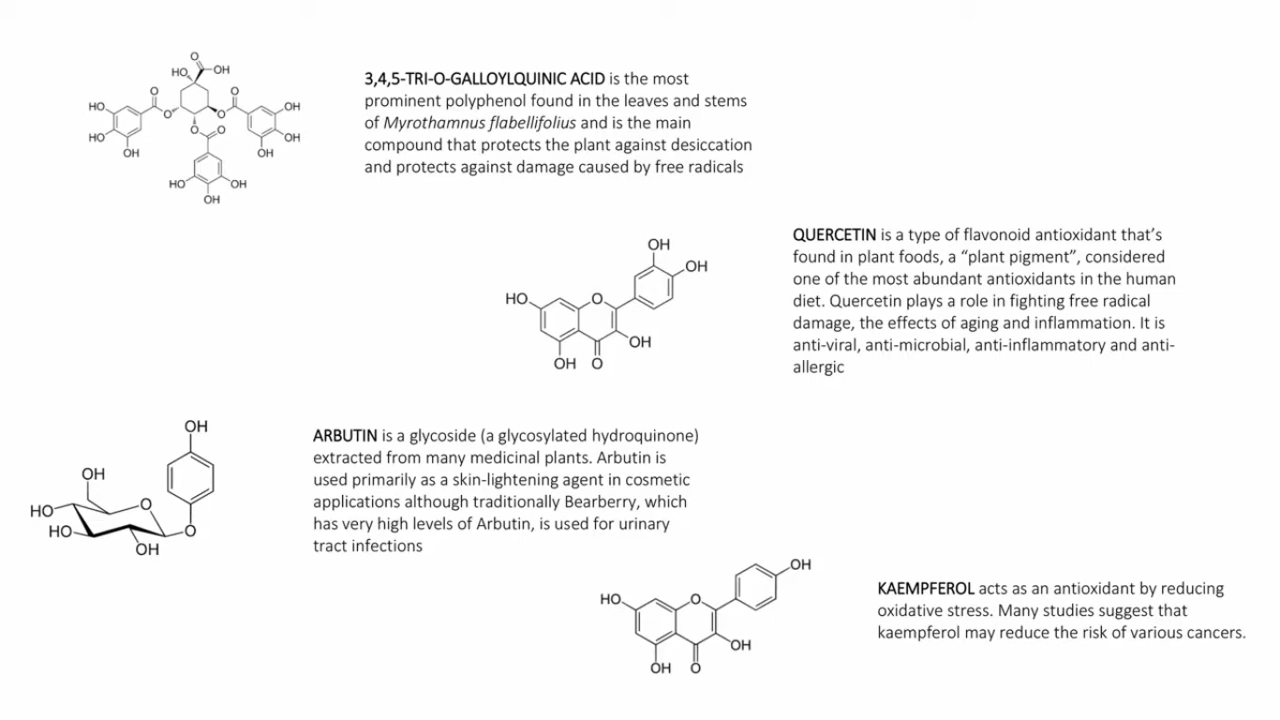 3,4,5-TRI-O-GALLOYLQUINIC ACID is the most
prominent polyphenol found in the leaves and stems
of Myrothamnus flabellifolius and is the main
compound that protects the plant against desiccation
and protects against damage caused by free radicals
O
HO
OH
O
O
HO
OH
O
O
HO
O
O
OH
OH
OH
HO
OH
OH
QUERCETIN is a type of flavonoid antioxidant that's
found in plant foods, a “plant pigment”, considered
one of the most abundant antioxidants in the human
diet. Quercetin plays a role in fighting free radical
damage, the effects of aging and inflammation. It is
anti-viral, anti-microbial, anti-inflammatory and anti-
allergic
OH
OH
HO
O
OH
OH
O
ARBUTIN is a glycoside (a glycosylated hydroquinone)
extracted from many medicinal plants. Arbutin is
used primarily as a skin-lightening agent in cosmetic
applications although traditionally Bearberry, which
has very high levels of Arbutin, is used for urinary
tract infections
OH
OH
HO
O
HO
O
OH
KAEMPFEROL acts as an antioxidant by reducing
oxidative stress. Many studies suggest that
kaempferol may reduce the risk of various cancers.
OH
HO
O
OH
OH
O